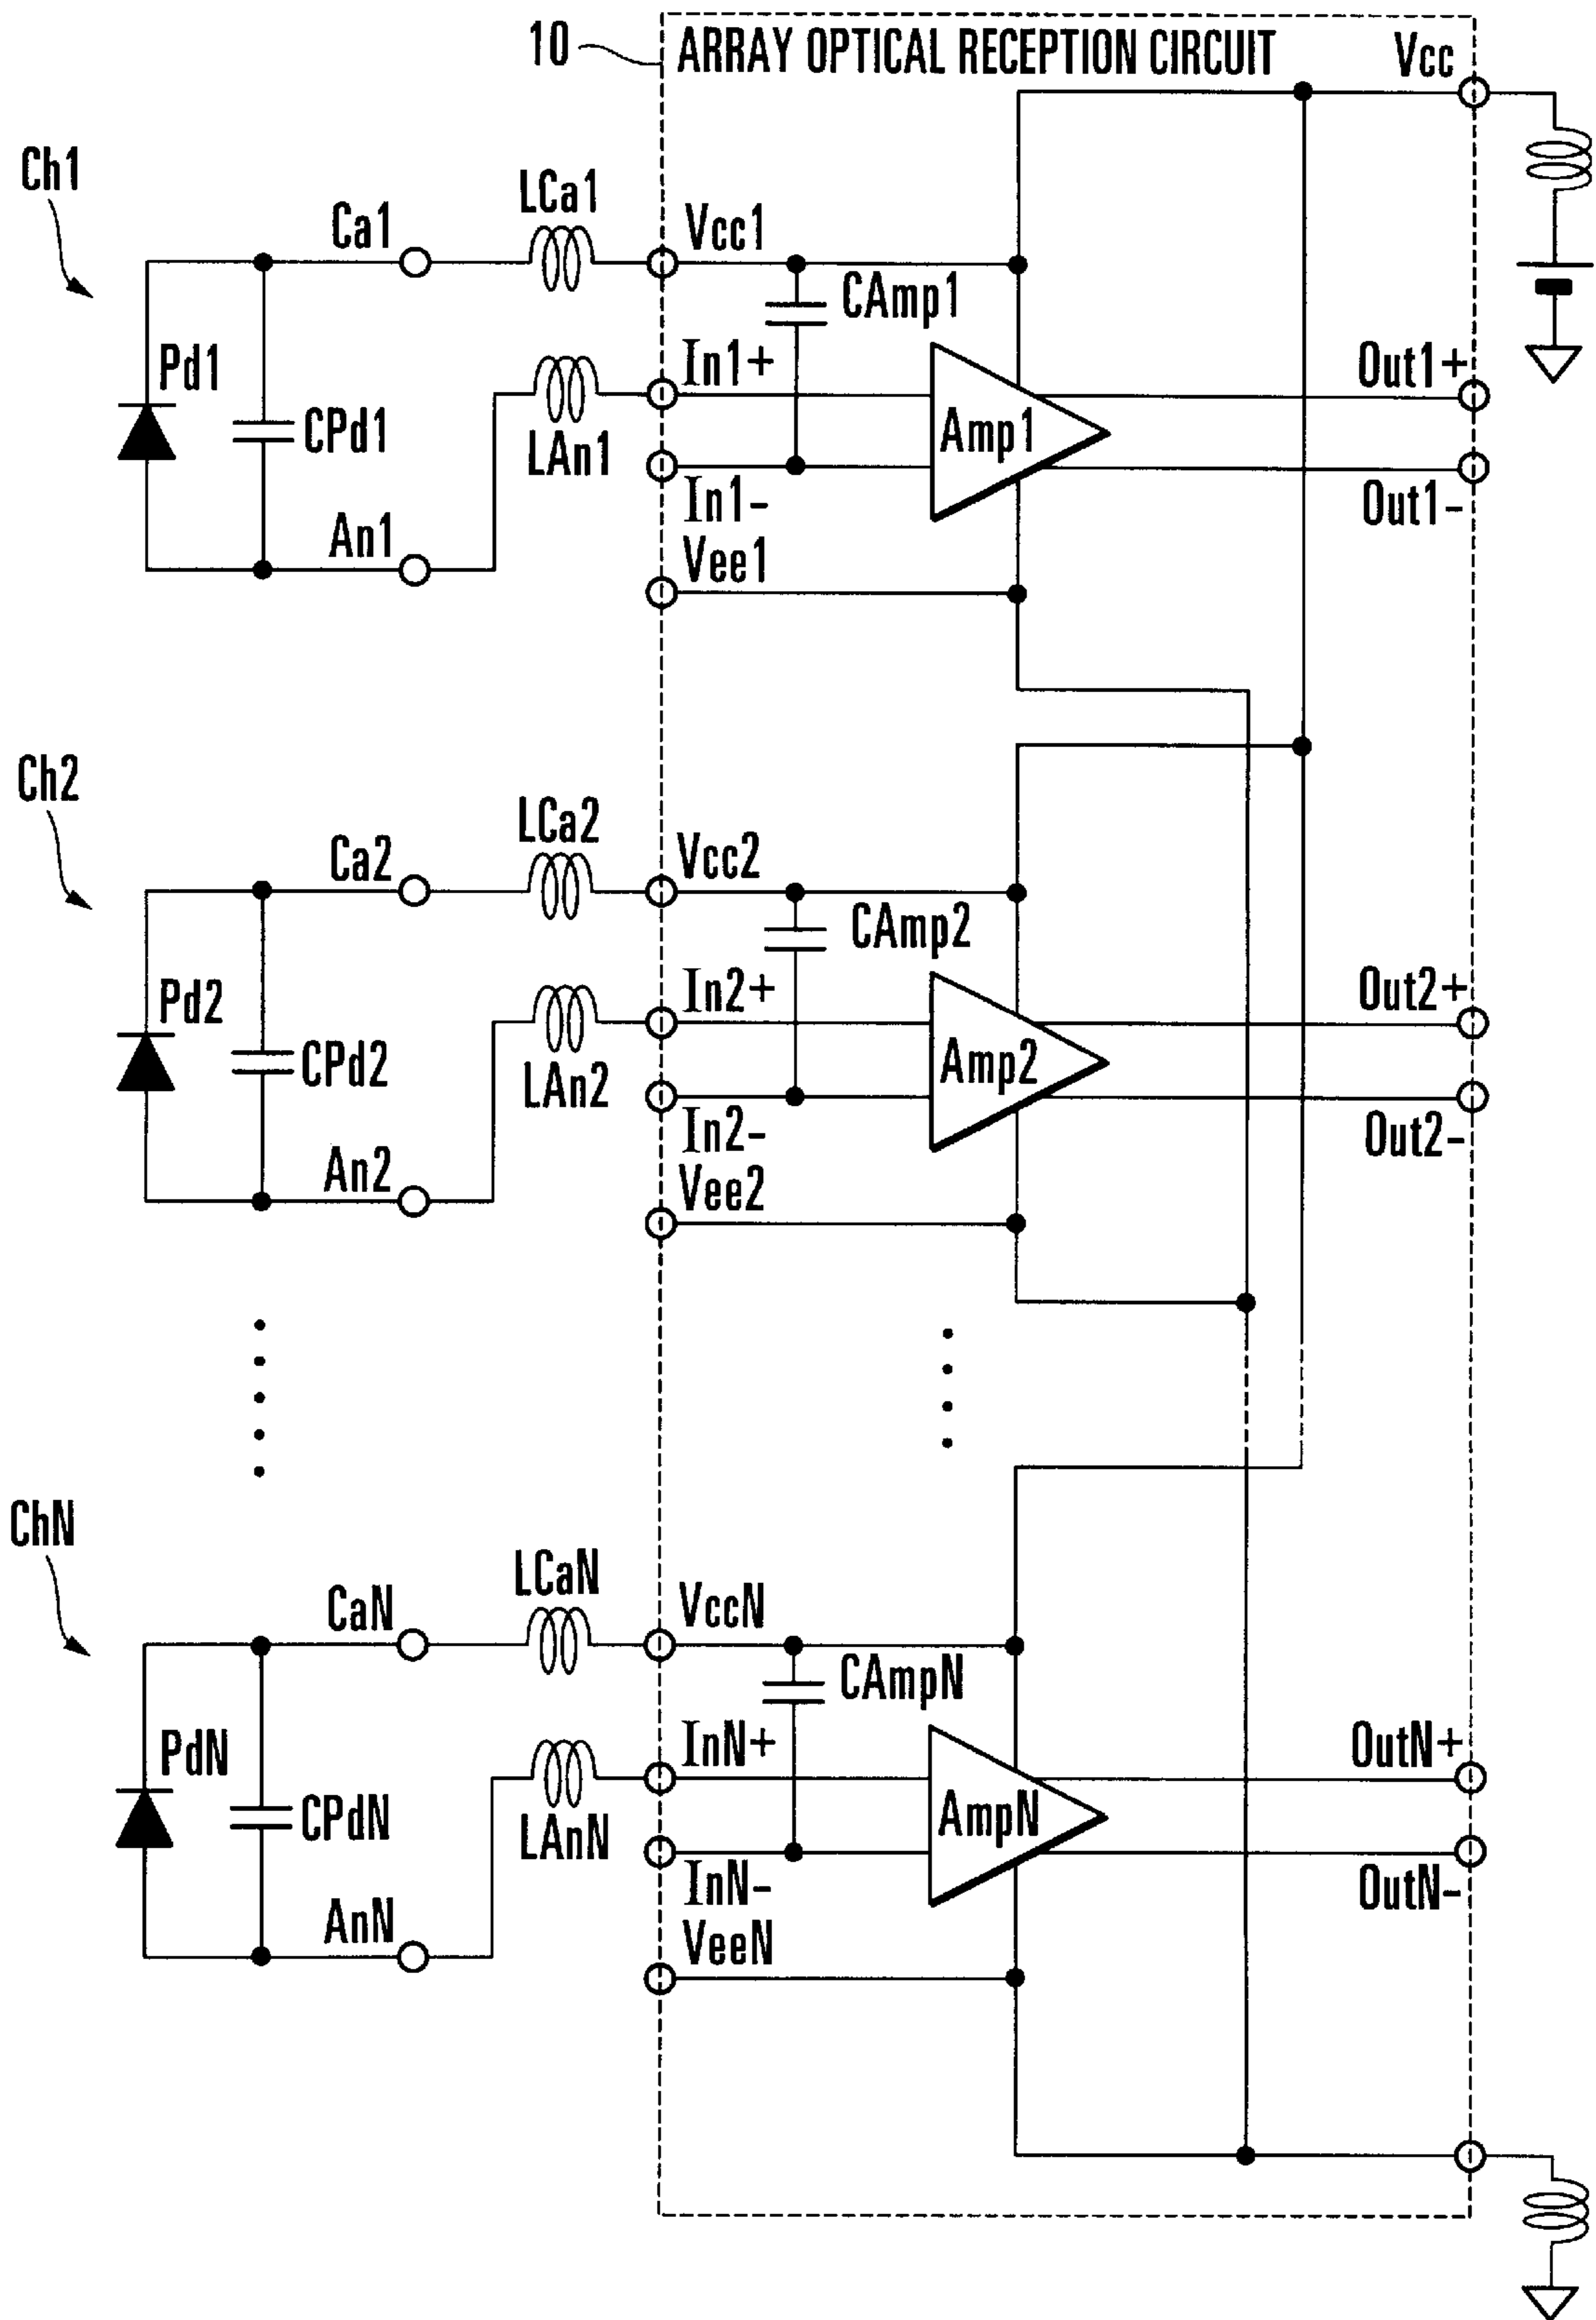 10
ARRAY OPTICAL RECEPTION CIRCUIT
Vcc
Ch1
Ca1
LCa1
Vcc1
CAmp1
Pd1
CPd1
LAn1
In1+
Amp1
Out1+
An1
In1-
Out1-
Vee1
Ch2
Ca2
LCa2
Vcc2
CAmp2
Pd2
CPd2
LAn2
In2+
Amp2
Out2+
An2
In2-
Out2-
Vee2
ChN
CaN
LCaN
VccN
CAmpN
PdN
CPdN
LAnN
InN+
AmpN
OutN+
AnN
InN-
OutN-
VeeN